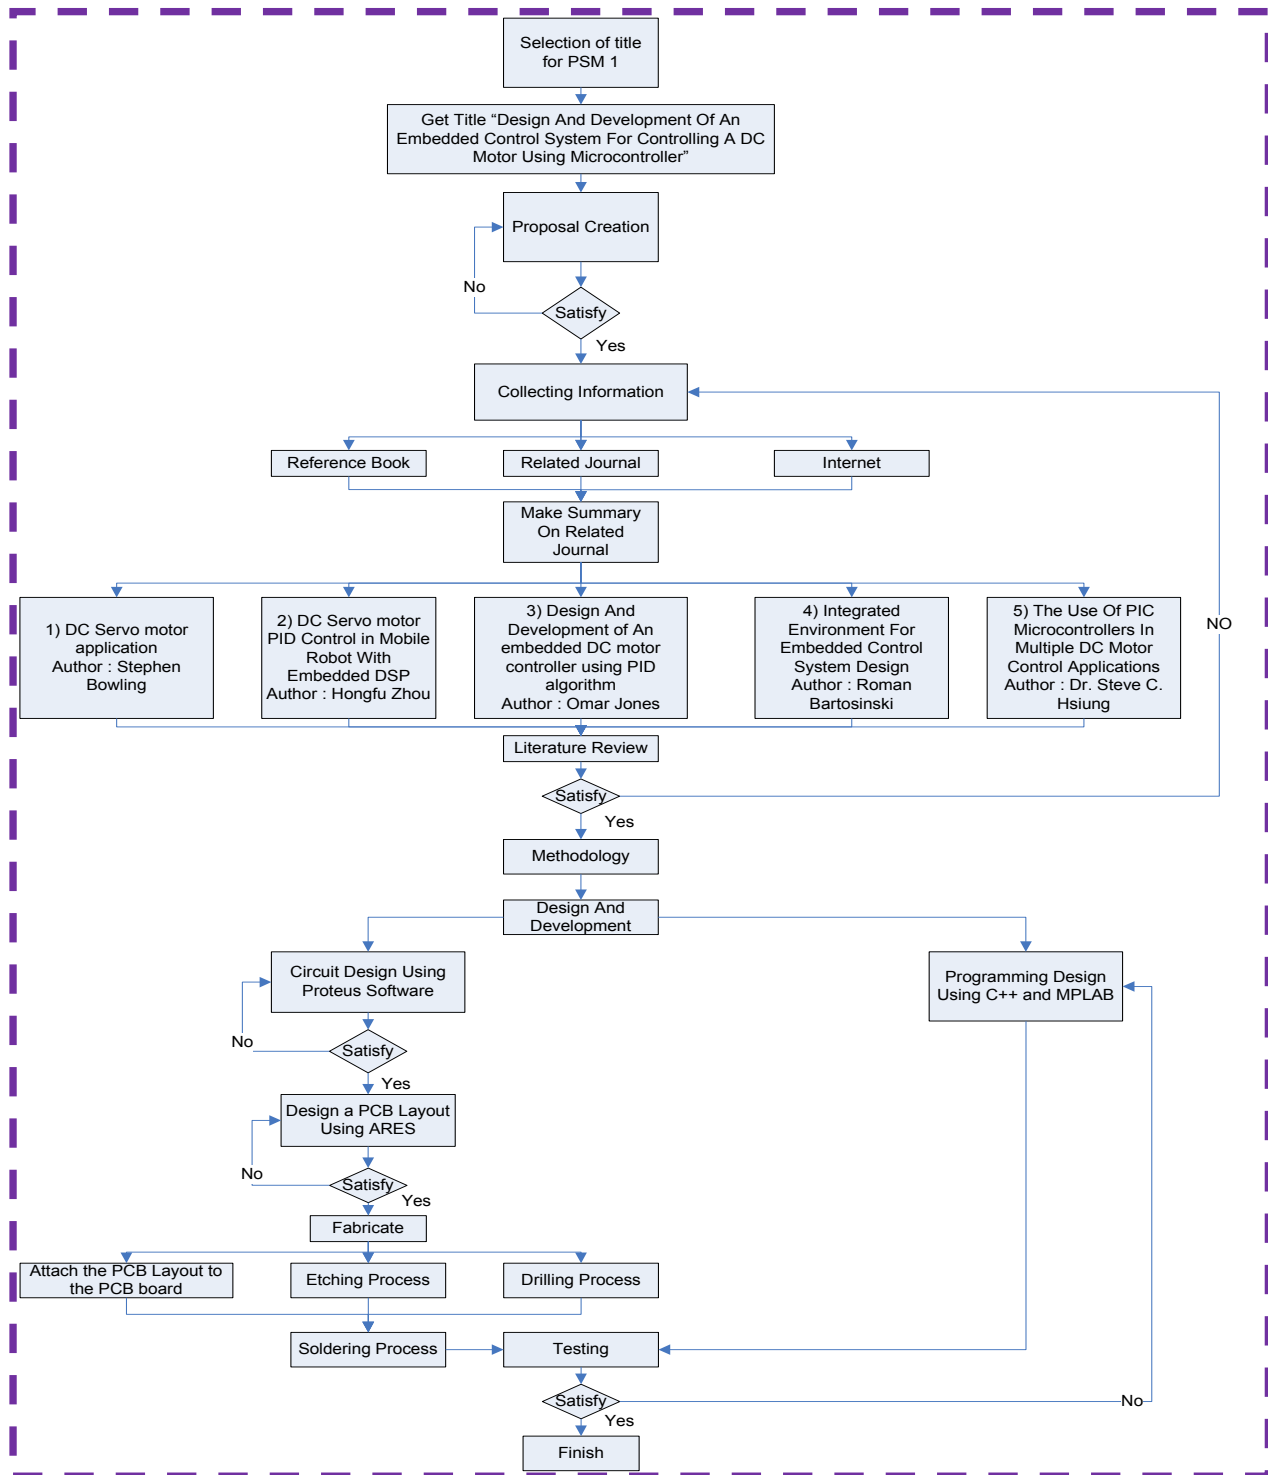 Selection of title
for PSM 1
Get Title “Design And Development Of An
Embedded Control System For Controlling A DC
Motor Using Microcontroller”
Proposal Creation
No
Satisfy
Yes
Collecting Information
Reference Book
Related Journal
Internet
Make Summary
On Related
Journal
1) DC Servo motor
application
Author : Stephen
Bowling
2) DC Servo motor
PID Control in Mobile
Robot With
Embedded DSP
Author : Hongfu Zhou
3) Design And
Development of An
embedded DC motor
controller using PID
algorithm
Author : Omar Jones
4) Integrated
Environment For
Embedded Control
System Design
Author : Roman
Bartosinski
5) The Use Of PIC
Microcontrollers In
Multiple DC Motor
Control Applications
Author : Dr. Steve C.
Hsiung
NO
Literature Review
Satisfy
Yes
Methodology
Design And
Development
Circuit Design Using
Proteus Software
Programming Design
Using C++ and MPLAB
No
Satisfy
Yes
Design a PCB Layout
Using ARES
No
Satisfy
Yes
Fabricate
Attach the PCB Layout to
the PCB board
Etching Process
Drilling Process
Soldering Process
Testing
Satisfy
No
Yes
Finish